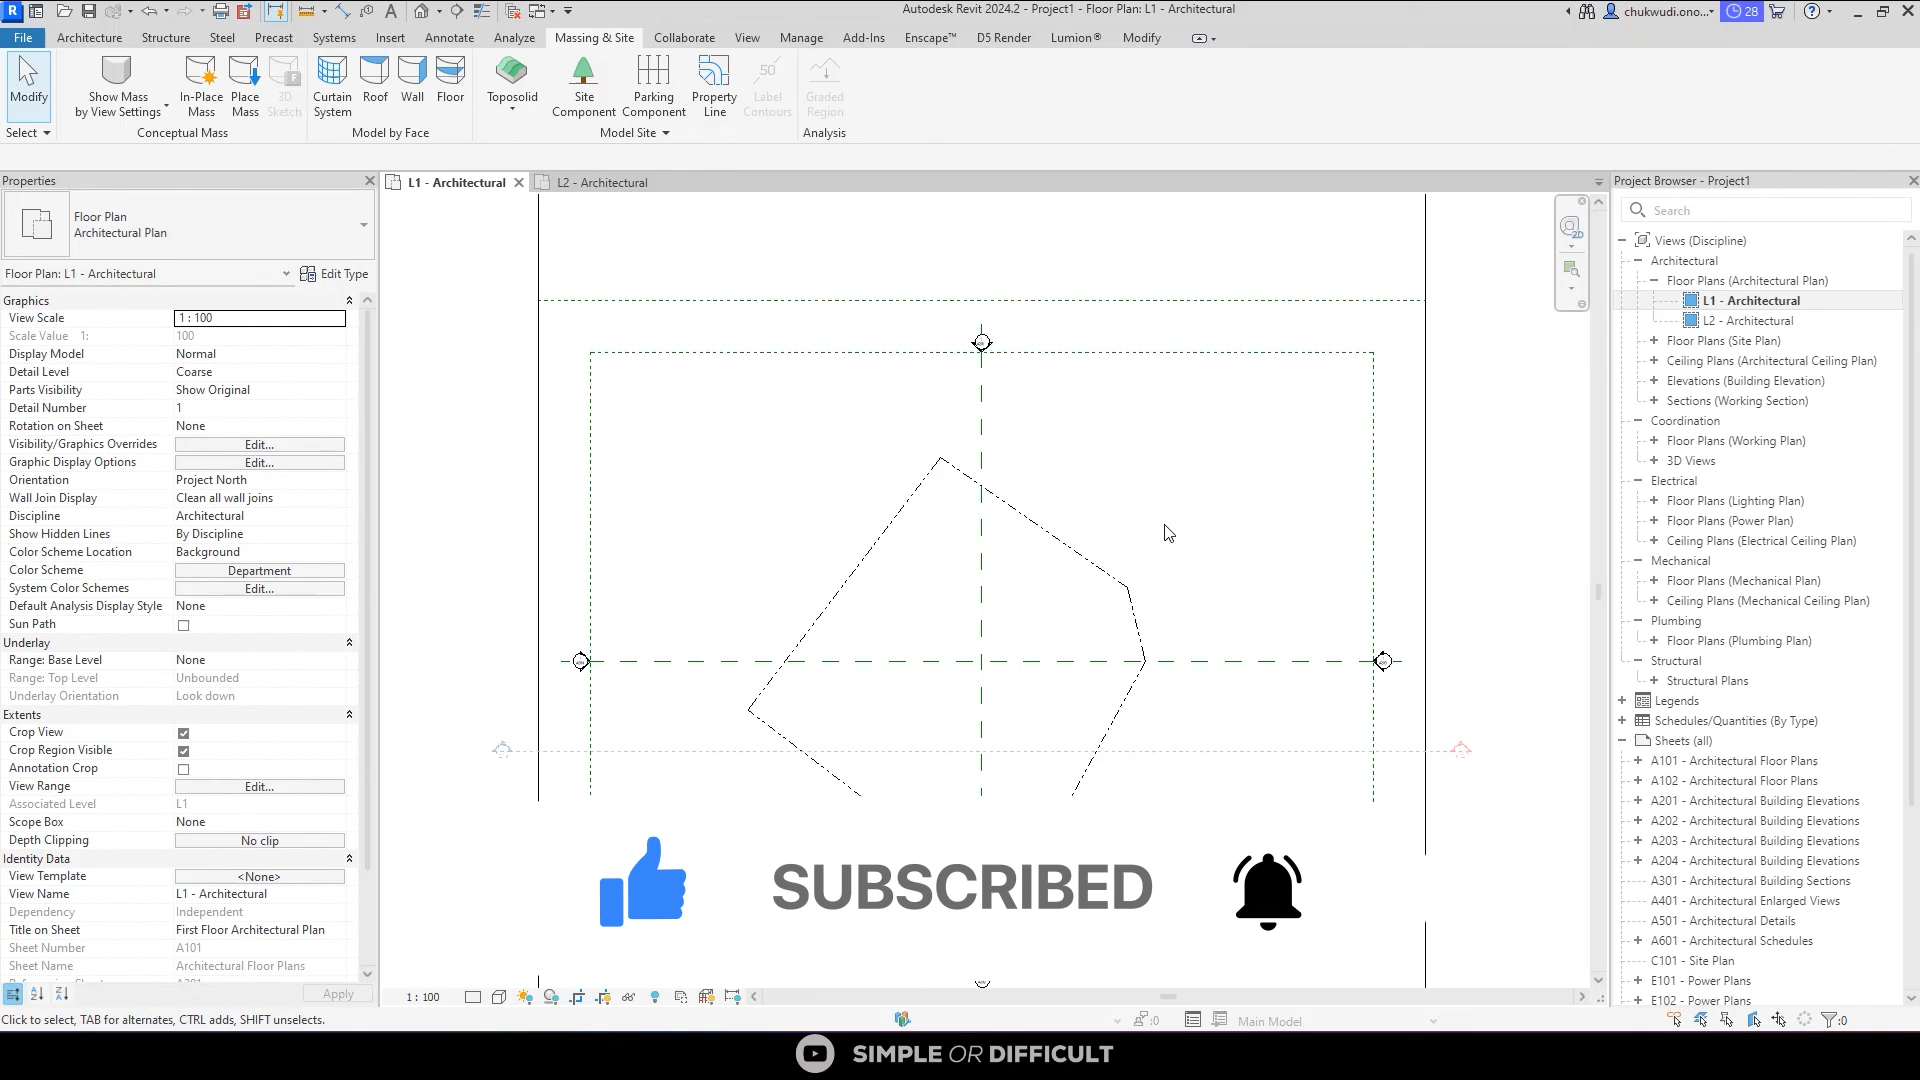 Autodesk Revit 2024.2 - Project1 - Floor Plan: L1 - Architectural
chukwudi.ono...
28
File Architecture Structure Steel Precast Systems Insert Annotate Analyze Massing & Site Collaborate View Manage Add-Ins Enscape™ D5 Render Lumion® Modify
Modify
Show Mass
by View Settings
In-Place
Mass
Place
Mass
3D
Sketch
Curtain
System
Roof
Wall
Floor
Toposolid
Site
Component
Parking
Component
Property
Line
Label
Contours
Graded
Region
Select
Conceptual Mass
Model by Face
Model Site
Analysis
Properties
Floor Plan
Architectural Plan
Floor Plan: L1 - Architectural
Edit Type
Graphics
View Scale 1 : 100
Scale Value 1: 100
Display Model Normal
Detail Level Coarse
Parts Visibility Show Original
Detail Number 1
Rotation on Sheet None
Visibility/Graphics Overrides Edit...
Graphic Display Options Edit...
Orientation Project North
Wall Join Display Clean all wall joins
Discipline Architectural
Show Hidden Lines By Discipline
Color Scheme Location Background
Color Scheme Department
System Color Schemes Edit...
Default Analysis Display Style None
Sun Path
Underlay
Range: Base Level None
Range: Top Level Unbounded
Underlay Orientation Look down
Extents
Crop View
Crop Region Visible
Annotation Crop
View Range Edit...
Associated Level L1
Scope Box None
Depth Clipping No clip
Identity Data
View Template <None>
View Name L1 - Architectural
Dependency Independent
Title on Sheet First Floor Architectural Plan
Sheet Number A101
Sheet Name Architectural Floor Plans
Apply
L1 - Architectural
L2 - Architectural
2D
SUBSCRIBED
1 : 100
Project Browser - Project1
Search
Views (Discipline)
Architectural
Floor Plans (Architectural Plan)
L1 - Architectural
L2 - Architectural
Floor Plans (Site Plan)
Ceiling Plans (Architectural Ceiling Plan)
Elevations (Building Elevation)
Sections (Working Section)
Coordination
Floor Plans (Working Plan)
3D Views
Electrical
Floor Plans (Lighting Plan)
Floor Plans (Power Plan)
Ceiling Plans (Electrical Ceiling Plan)
Mechanical
Floor Plans (Mechanical Plan)
Ceiling Plans (Mechanical Ceiling Plan)
Plumbing
Floor Plans (Plumbing Plan)
Structural
Structural Plans
Legends
Schedules/Quantities (By Type)
Sheets (all)
A101 - Architectural Floor Plans
A102 - Architectural Floor Plans
A201 - Architectural Building Elevations
A202 - Architectural Building Elevations
A203 - Architectural Building Elevations
A204 - Architectural Building Elevations
A301 - Architectural Building Sections
A401 - Architectural Enlarged Views
A501 - Architectural Details
A601 - Architectural Schedules
C101 - Site Plan
E101 - Power Plans
E102 - Power Plans
Click to select, TAB for alternates, CTRL adds, SHIFT unselects.
:0
Main Model
:0
SIMPLE OR DIFFICULT